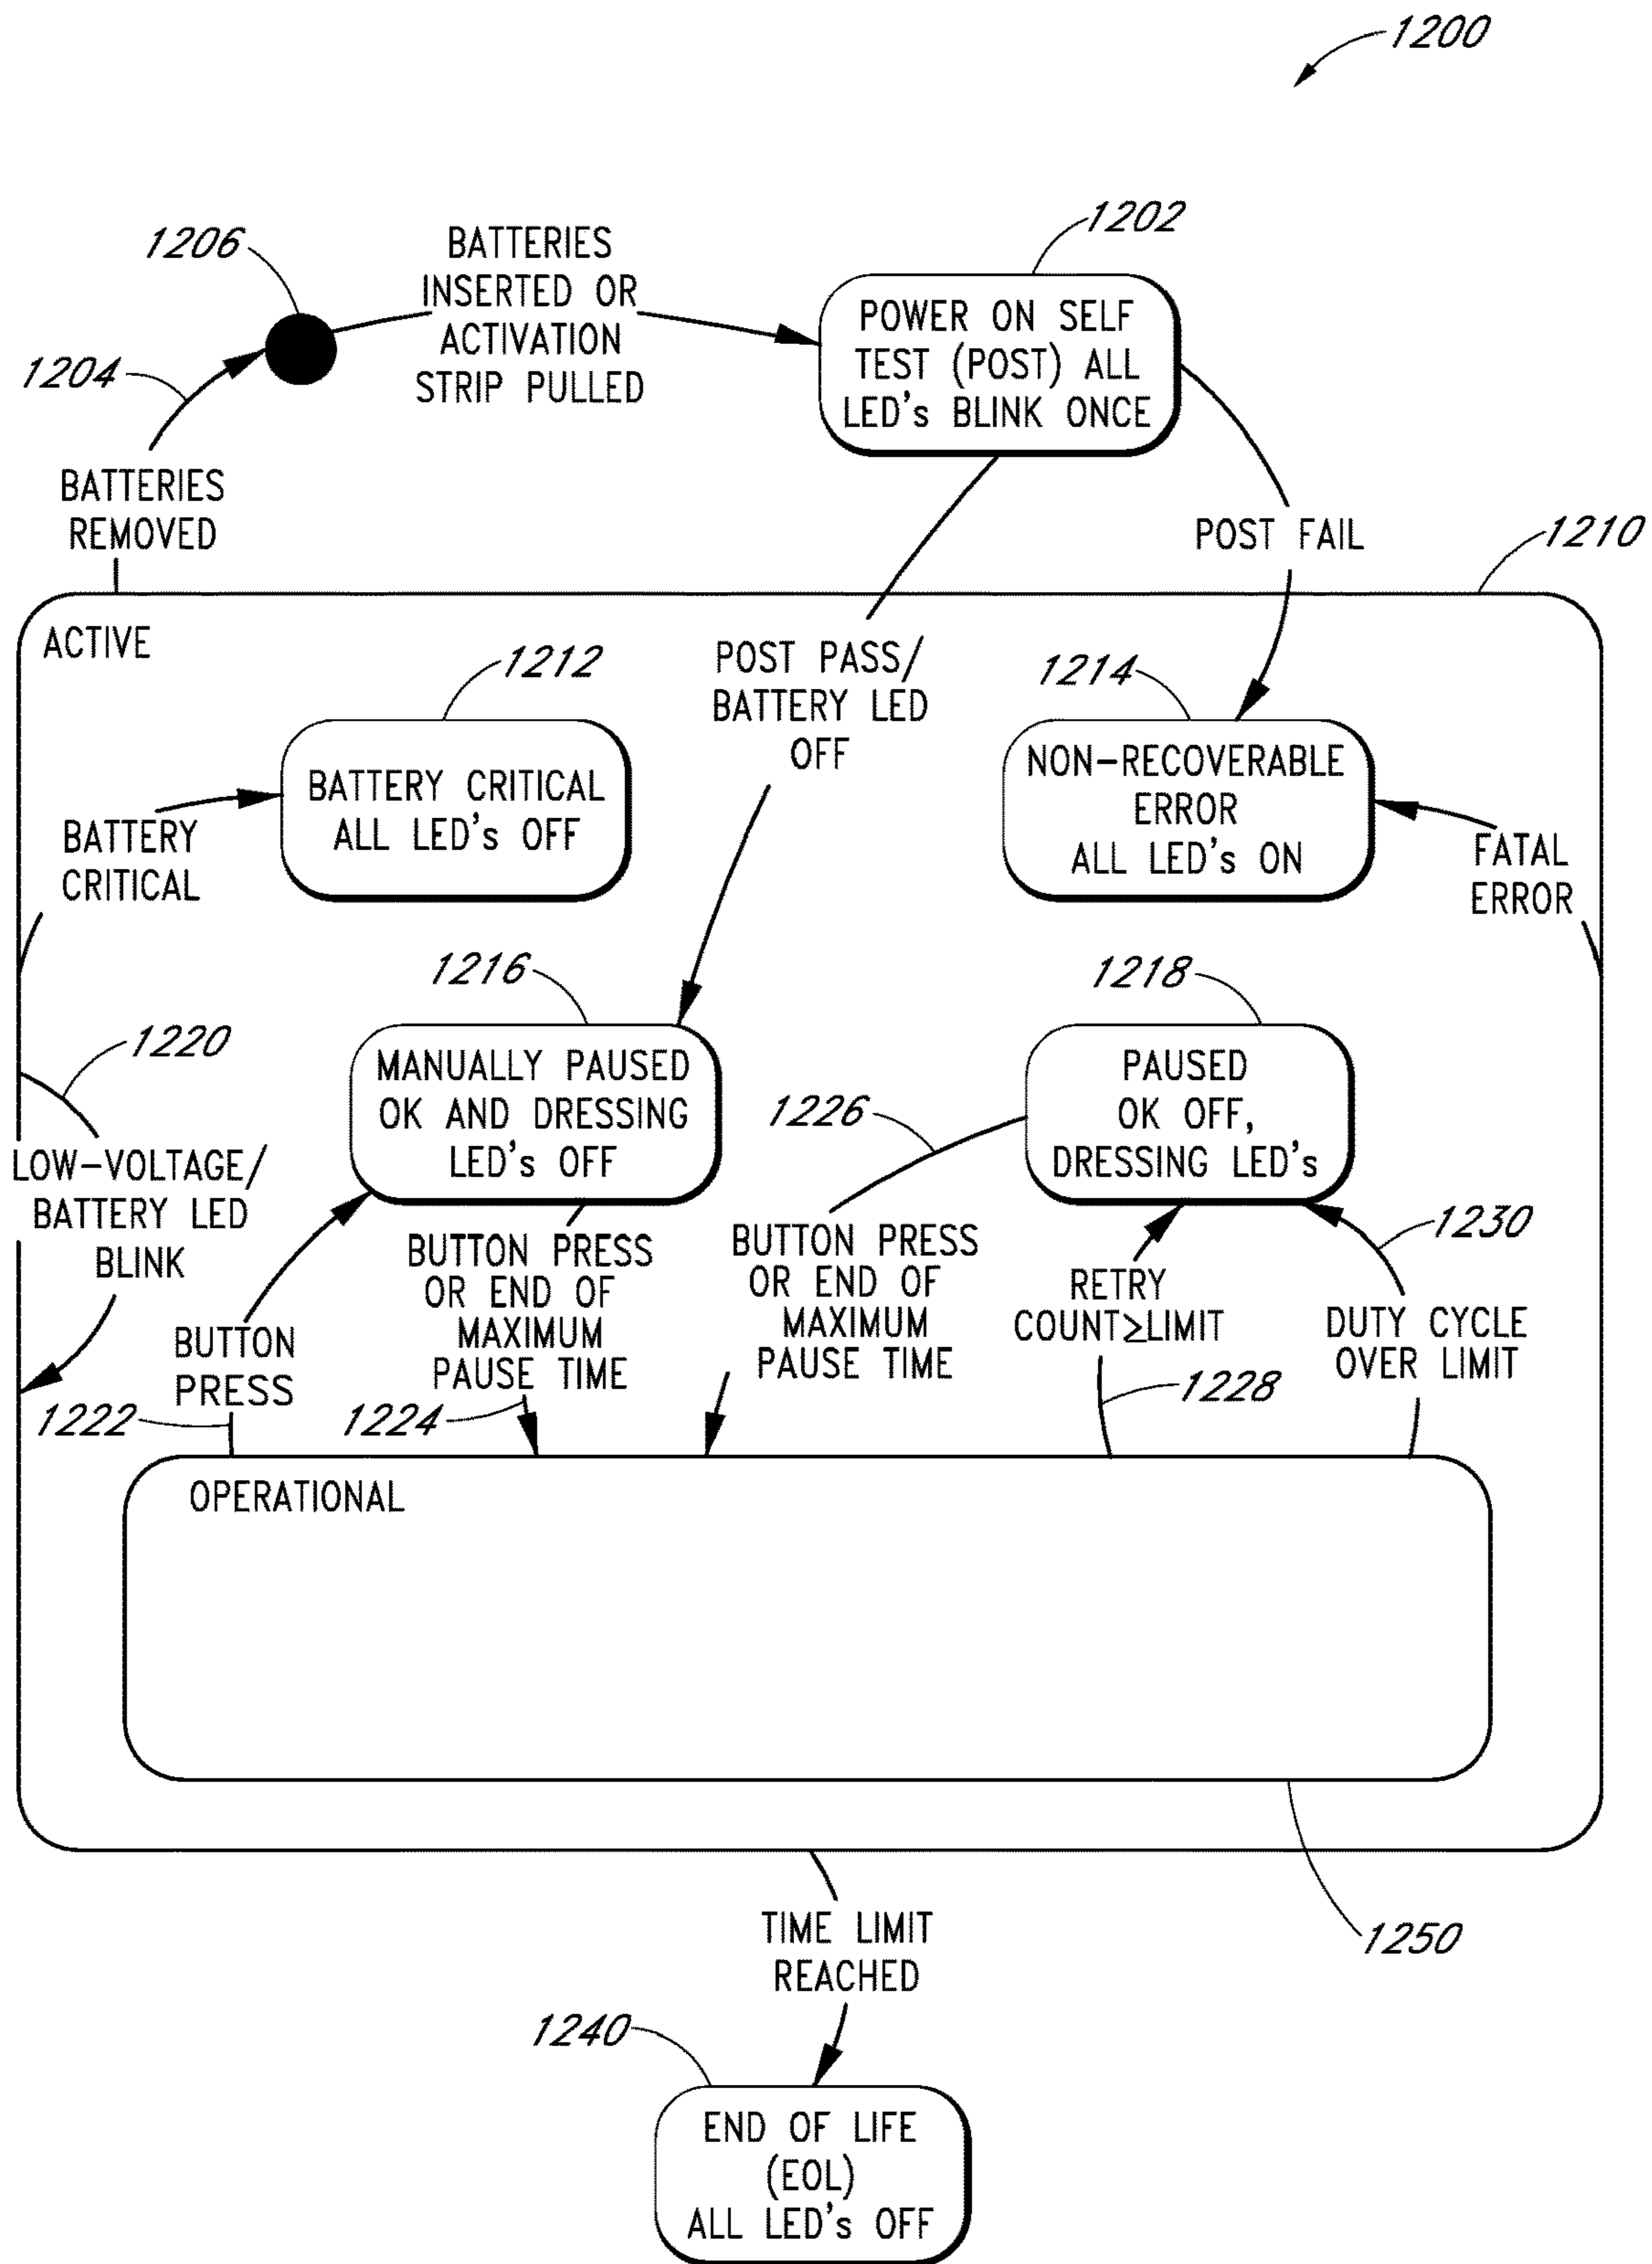 1200
1206
BATTERIES
INSERTED OR
ACTIVATION
STRIP PULLED
1202
POWER ON SELF
TEST (POST) ALL
LED's BLINK ONCE
1204
BATTERIES
REMOVED
POST FAIL
1210
ACTIVE
1212
BATTERY CRITICAL
ALL LED's OFF
POST PASS/
BATTERY LED
OFF
1214
NON-RECOVERABLE
ERROR
ALL LED's ON
BATTERY
CRITICAL
FATAL
ERROR
1216
MANUALLY PAUSED
OK AND DRESSING
LED's OFF
1218
PAUSED
OK OFF,
DRESSING LED's
1220
LOW-VOLTAGE/
BATTERY LED
BLINK
1226
1230
BUTTON
PRESS
1222
BUTTON PRESS
OR END OF
MAXIMUM
PAUSE TIME
1224
BUTTON PRESS
OR END OF
MAXIMUM
PAUSE TIME
RETRY
COUNT≥LIMIT
1228
DUTY CYCLE
OVER LIMIT
OPERATIONAL
1250
TIME LIMIT
REACHED
1240
END OF LIFE
(EOL)
ALL LED's OFF